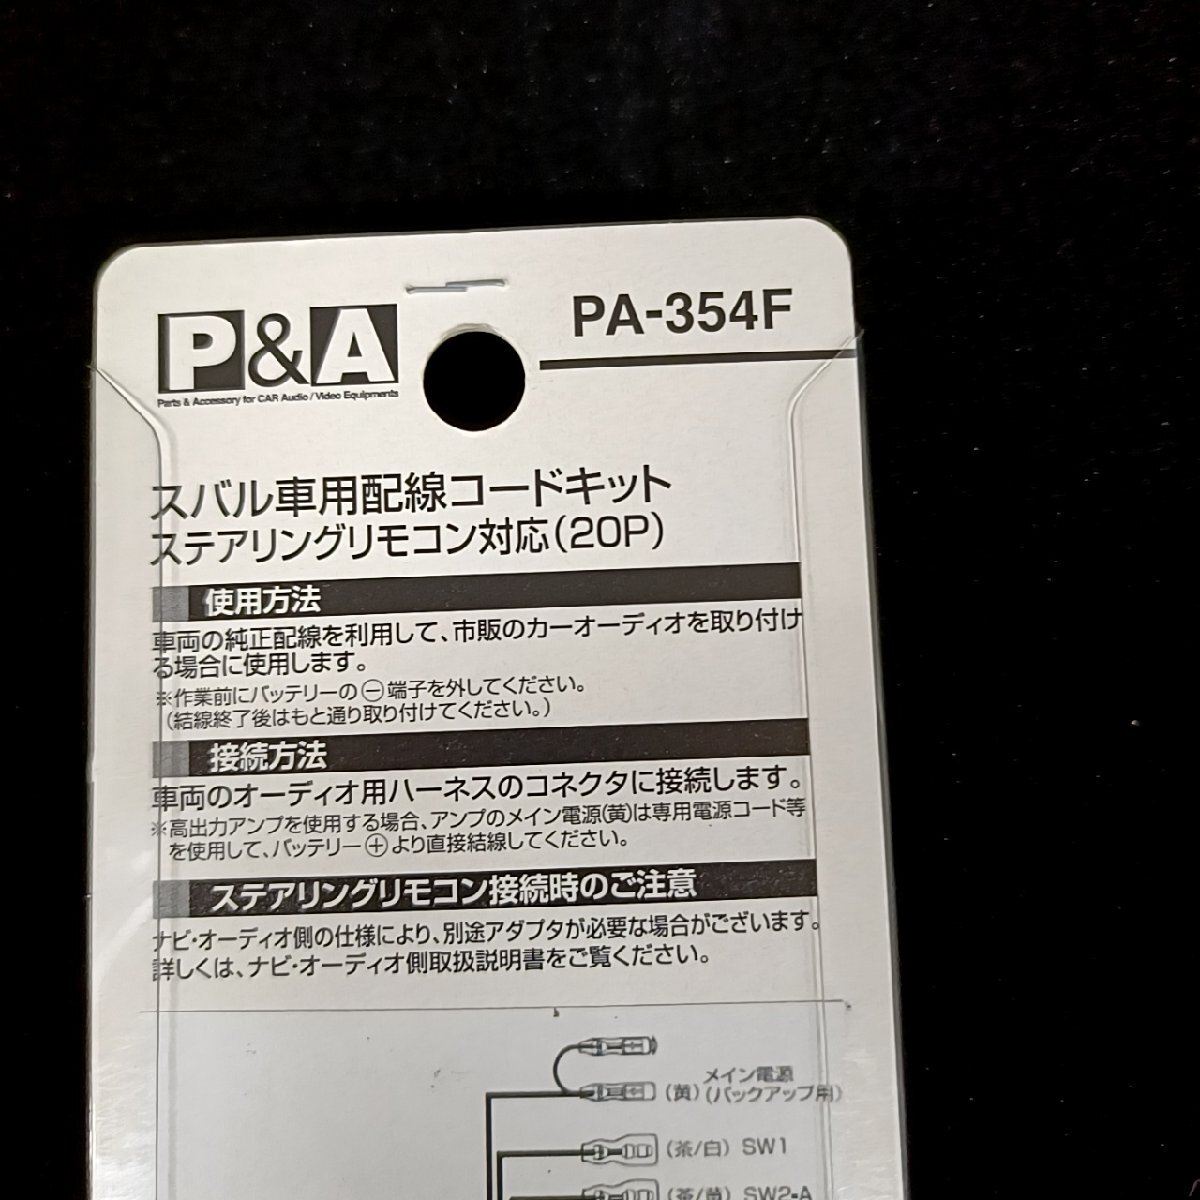 P&A
Parts & Accessory for CAR Audio/Video Equipments
PA-354F
スバル車用配線コードキット
ステアリングリモコン対応(20P)
使用方法
車両の純正配線を利用して、市販のカーオーディオを取り付け
る場合に使用します。
※作業前にバッテリーの⊖端子を外してください。
(結線終了後はもと通り取り付けてください。)
接続方法
車両のオーディオ用ハーネスのコネクタに接続します。
※高出力アンプを使用する場合、アンプのメイン電源(黄)は専用電源コード等
を使用して、バッテリー⊕より直接結線してください。
ステアリングリモコン接続時のご注意
ナビ・オーディオ側の仕様により、別途アダプタが必要な場合がございます。
詳しくは、ナビ・オーディオ側取扱説明書をご覧ください。
メイン電源
(黄) (バックアップ用)
(茶/白) SW1
(茶/黄) SW2-A